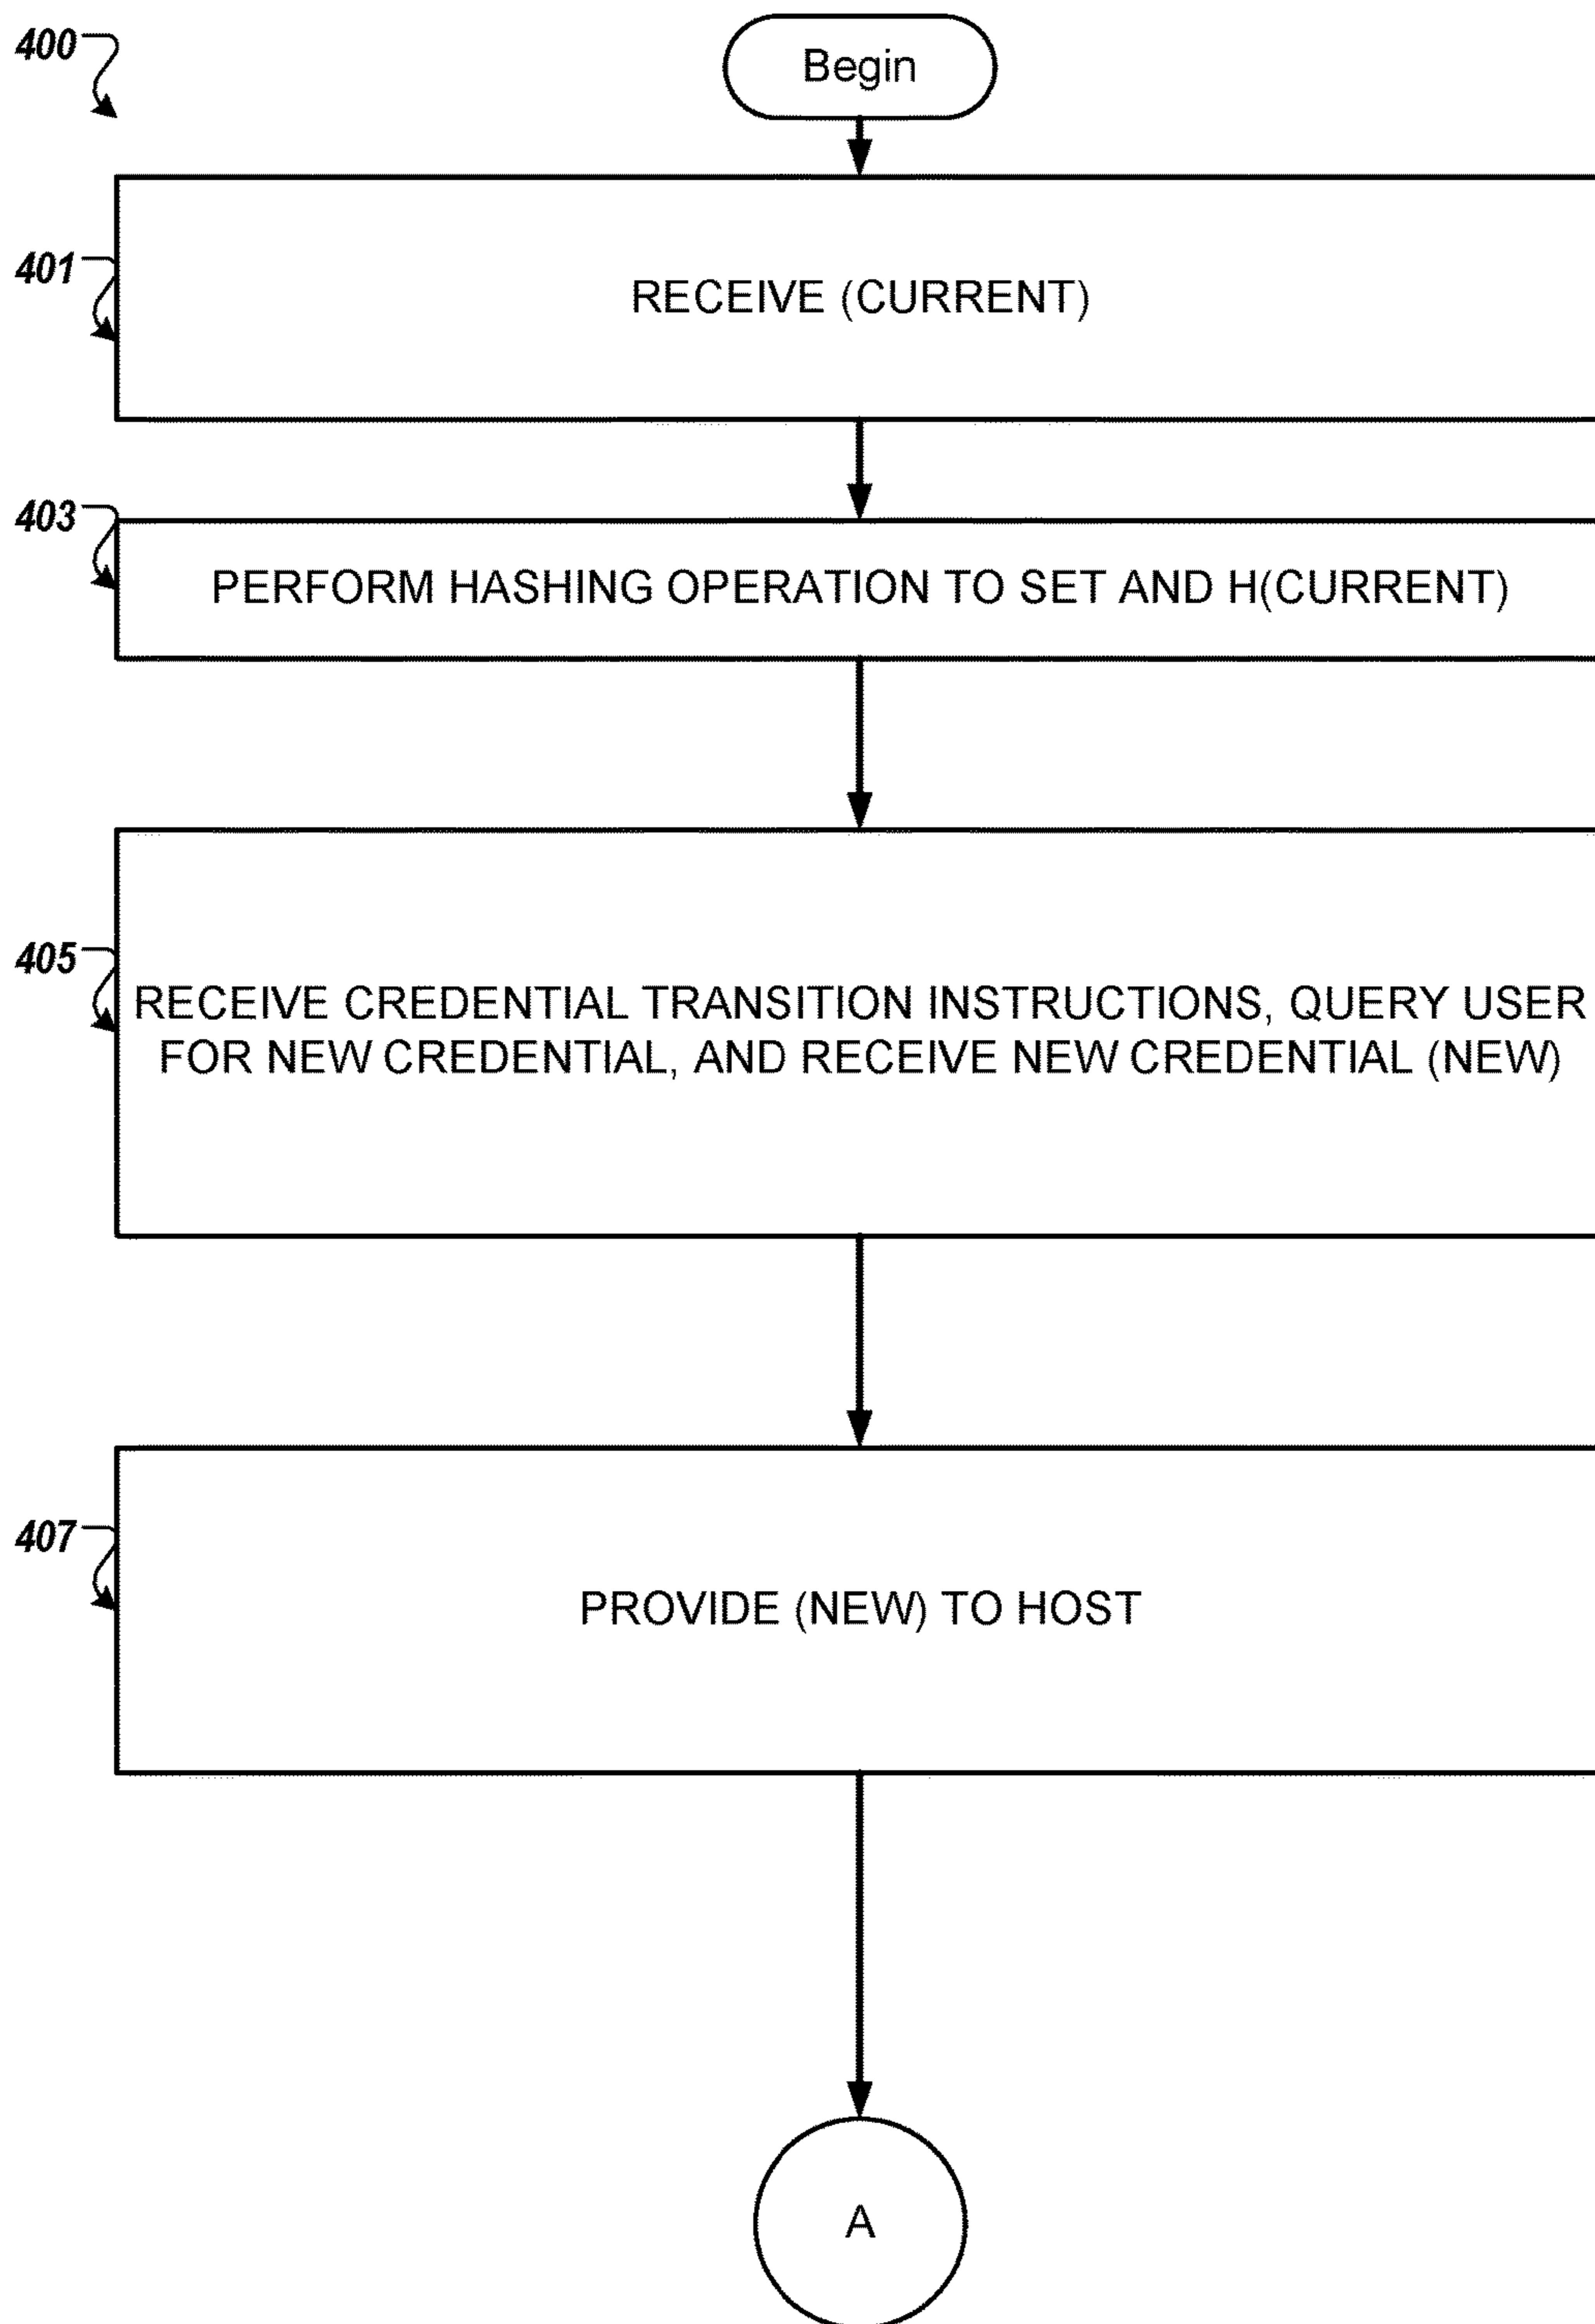 400
Begin
401
RECEIVE (CURRENT)
403
PERFORM HASHING OPERATION TO SET AND H(CURRENT)
405
RECEIVE CREDENTIAL TRANSITION INSTRUCTIONS, QUERY USER
FOR NEW CREDENTIAL, AND RECEIVE NEW CREDENTIAL (NEW)
407
PROVIDE (NEW) TO HOST
A